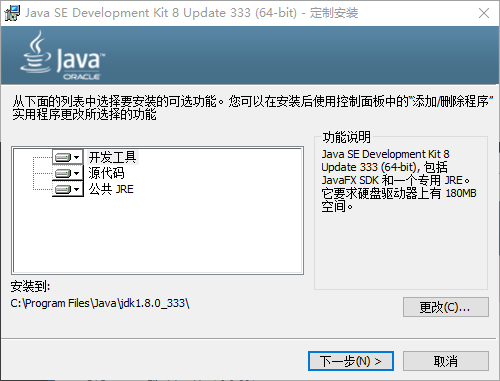 Java SE Development Kit 8 Update 333 (64-bit) - 定制安装
Java
ORACLE
从下面的列表中选择要安装的可选功能。您可以在安装后使用控制面板中的“添加/删除程序”
实用程序更改所选择的功能
开发工具
源代码
公共 JRE
功能说明
Java SE Development Kit 8
Update 333 (64-bit), 包括
JavaFX SDK 和一个专用 JRE。
它要求硬盘驱动器上有 180MB
空间。
安装到:
C:\Program Files\Java\jdk1.8.0_333\
更改(C)...
下一步(N) >
取消